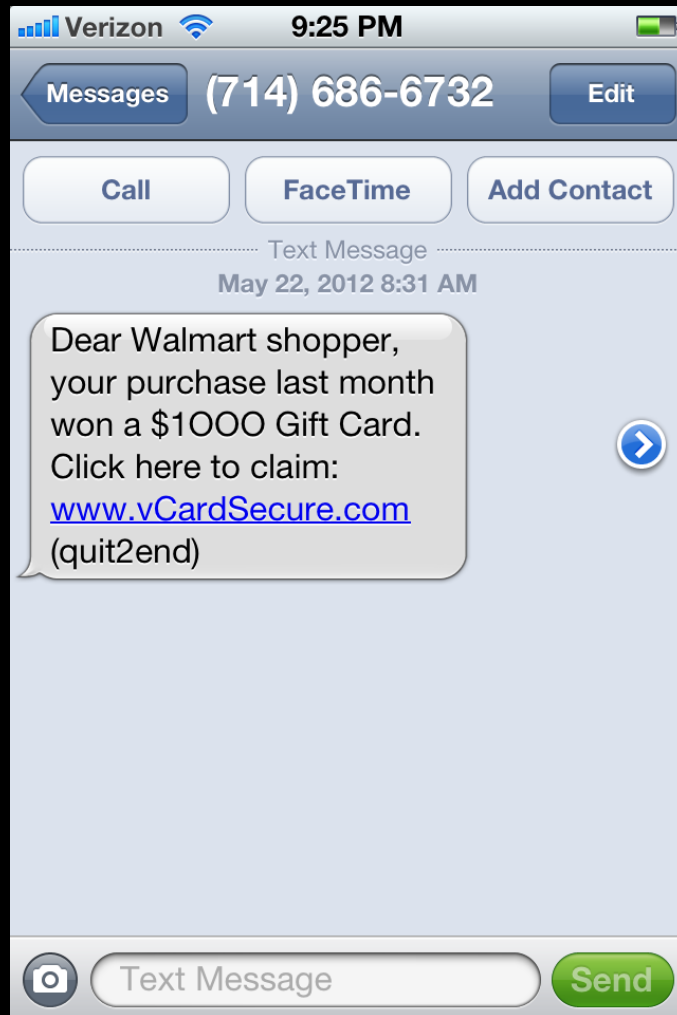 Verizon 9:25 PM
Messages (714) 686-6732 Edit
Call FaceTime Add Contact
Text Message
May 22, 2012 8:31 AM
Dear Walmart shopper,
your purchase last month
won a $1OOO Gift Card.
Click here to claim:
www.vCardSecure.com
(quit2end)
Text Message Send